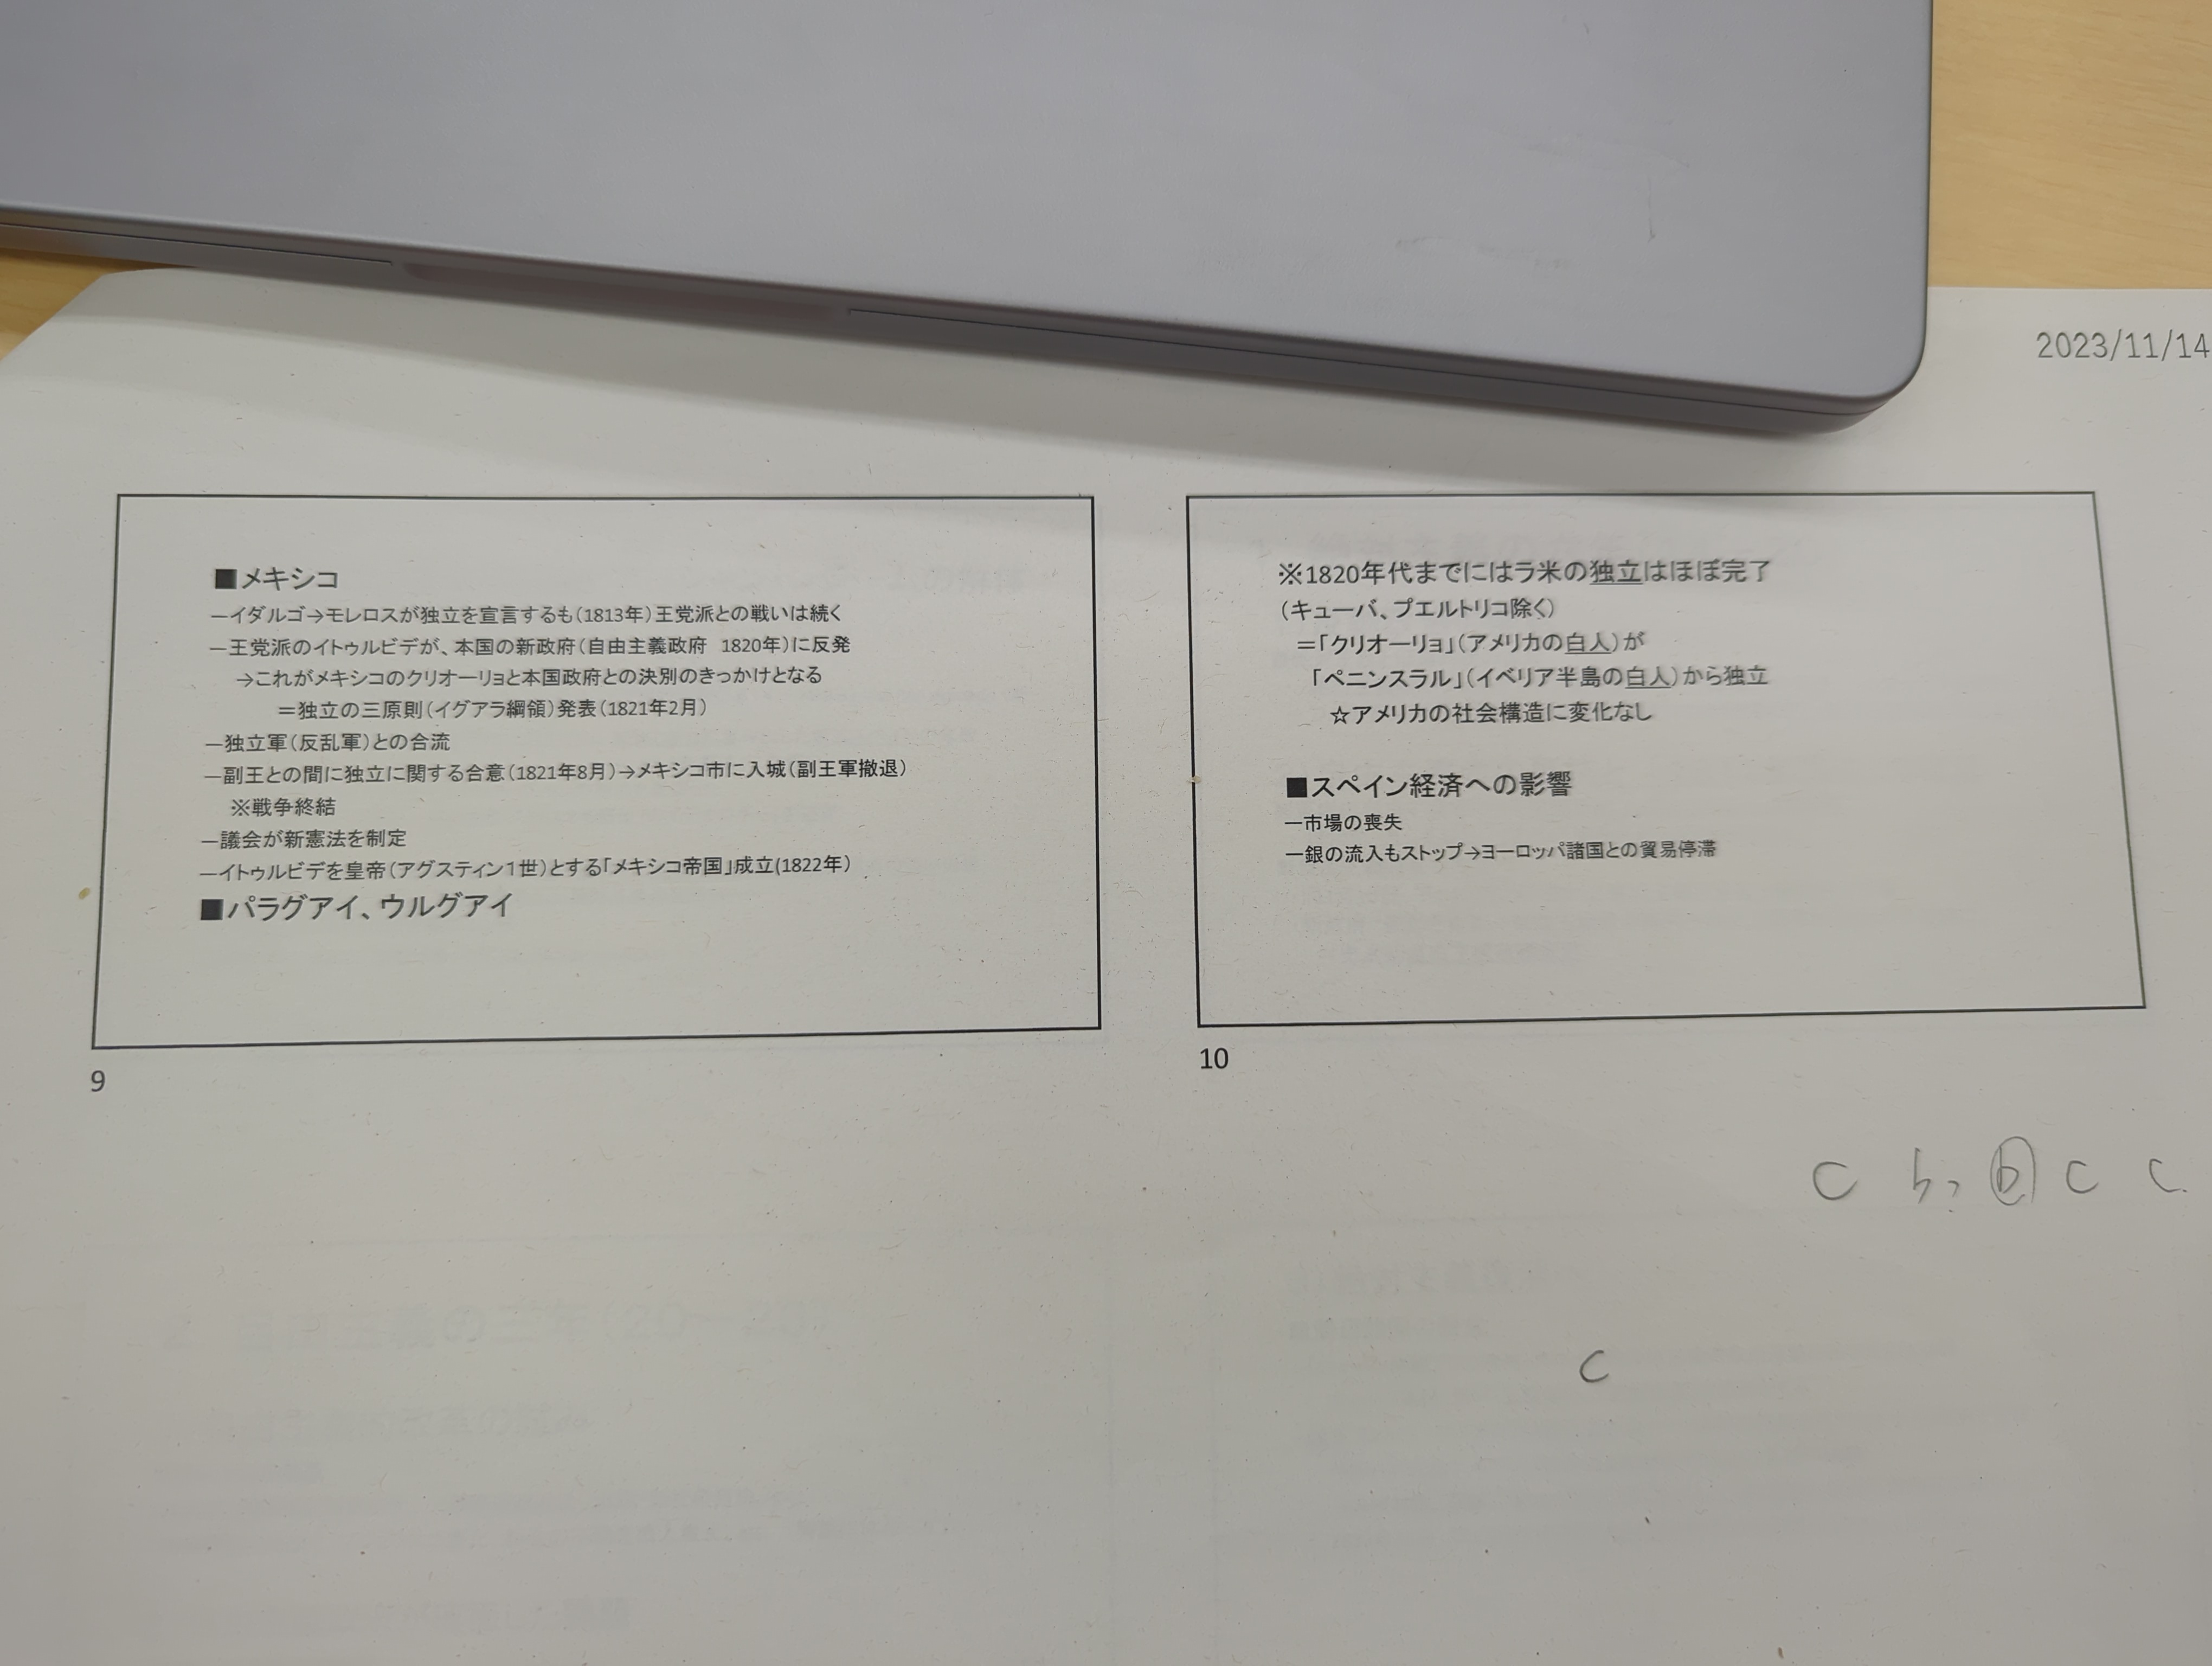 2023/11/14
■メキシコ
―イダルゴ→モレロスが独立を宣言するも(1813年)王党派との戦いは続く
―王党派のイトゥルビデが、本国の新政府(自由主義政府 1820年)に反発
→これがメキシコのクリオーリョと本国政府との決別のきっかけとなる
=独立の三原則(イグアラ綱領)発表(1821年2月)
―独立軍(反乱軍)との合流
―副王との間に独立に関する合意(1821年8月)→メキシコ市に入城(副王軍撤退)
※戦争終結
―議会が新憲法を制定
―イトゥルビデを皇帝(アグスティン1世)とする「メキシコ帝国」成立(1822年)
■パラグアイ、ウルグアイ
9
※1820年代までにはラ米の独立はほぼ完了
(キューバ、プエルトリコ除く)
=「クリオーリョ」(アメリカの白人)が
「ペニンスラル」(イベリア半島の白人)から独立
☆アメリカの社会構造に変化なし
■スペイン経済への影響
―市場の喪失
―銀の流入もストップ→ヨーロッパ諸国との貿易停滞
10
C
c c
C